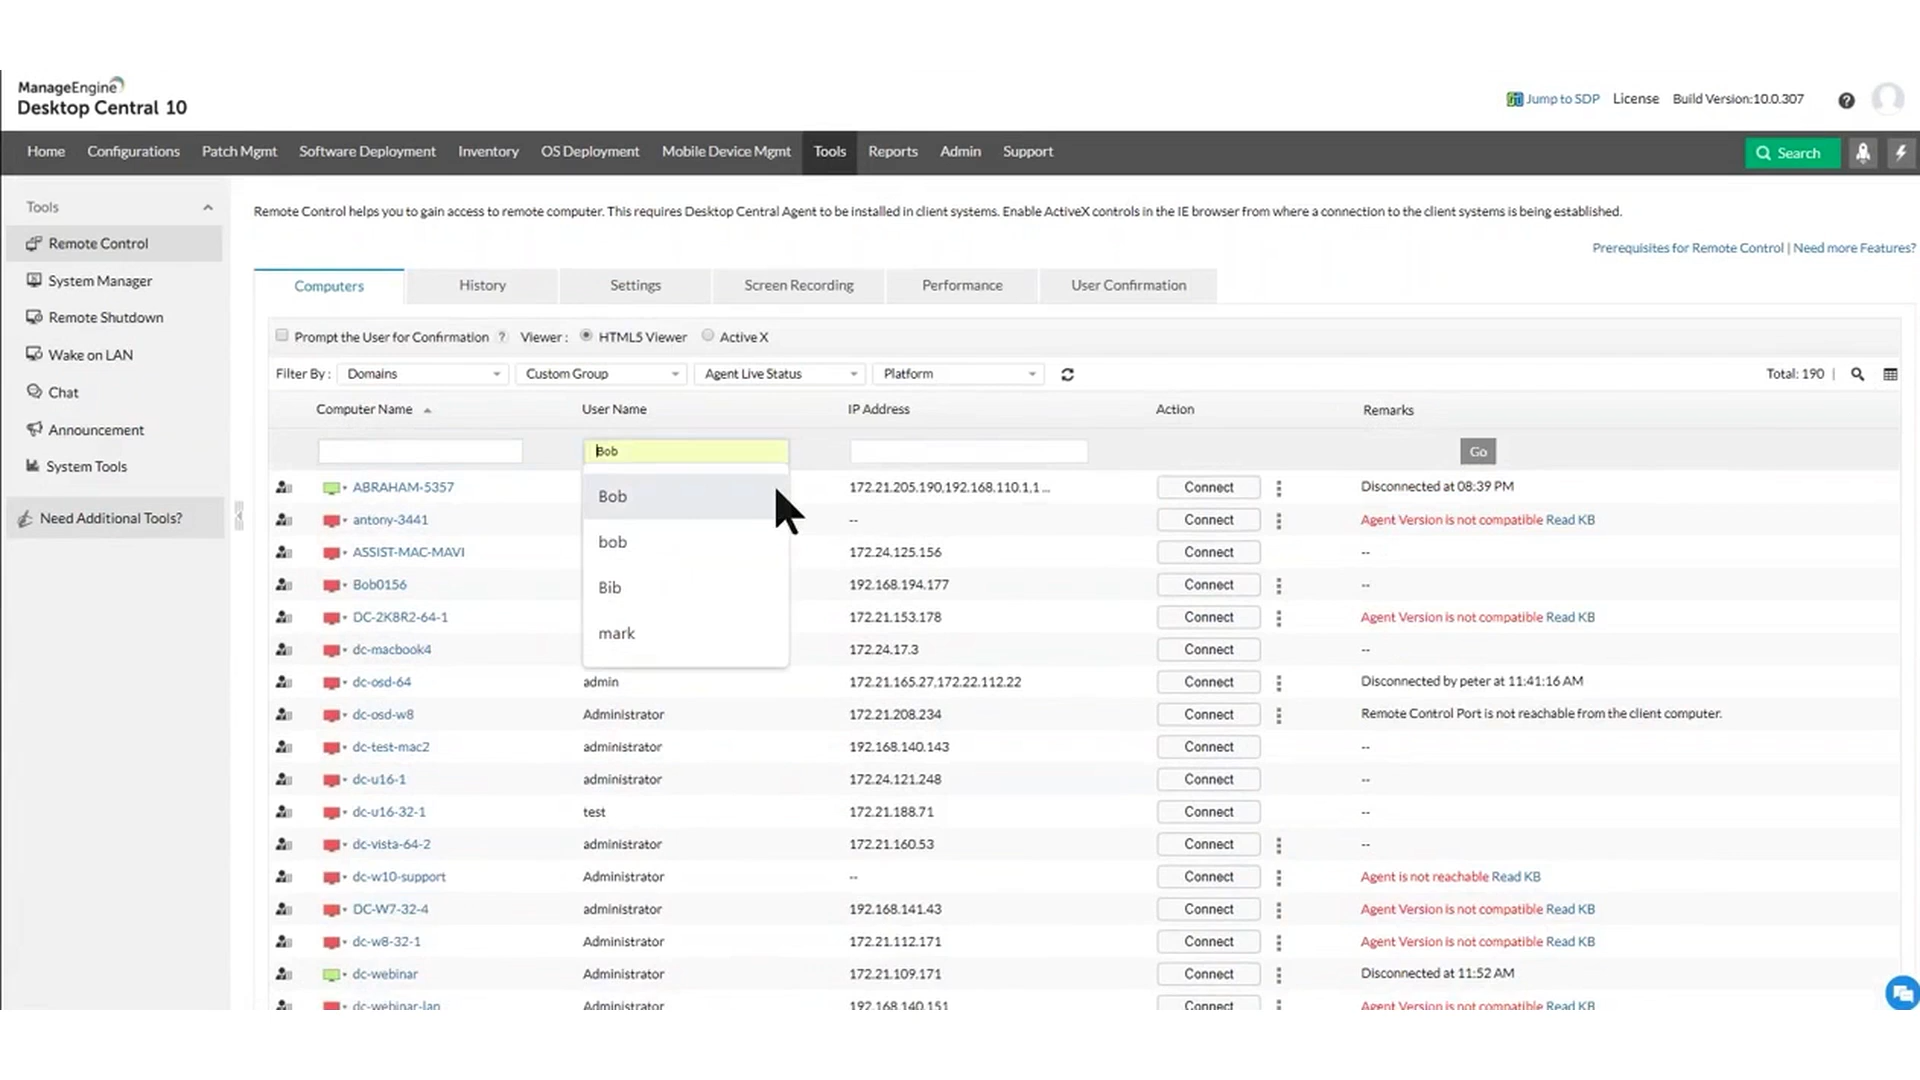 ManageEngine
Desktop Central 10
Jump to SDP License Build Version:10.0.307
Home Configurations Patch Mgmt Software Deployment Inventory OS Deployment Mobile Device Mgmt Tools Reports Admin Support Search
Tools
Remote Control
System Manager
Remote Shutdown
Wake on LAN
Chat
Announcement
System Tools
Need Additional Tools?
Remote Control helps you to gain access to remote computer. This requires Desktop Central Agent to be installed in client systems. Enable ActiveX controls in the IE browser from where a connection to the client systems is being established.
Prerequisites for Remote Control | Need more Features?
Computers History Settings Screen Recording Performance User Confirmation
Prompt the User for Confirmation ? Viewer : HTML5 Viewer Active X
Filter By : Domains Custom Group Agent Live Status Platform Total: 190 |
Computer Name User Name IP Address Action Remarks
Bob Go
Bob
bob
Bib
mark
ABRAHAM-5357 172.21.205.190,192.168.110.1,1 ... Connect Disconnected at 08:39 PM
antony-3441 -- Connect Agent Version is not compatible Read KB
ASSIST-MAC-MAVI 172.24.125.156 Connect --
Bob0156 192.168.194.177 Connect --
DC-2K8R2-64-1 172.21.153.178 Connect Agent Version is not compatible Read KB
dc-macbook4 172.24.17.3 Connect --
dc-osd-64 admin 172.21.165.27,172.22.112.22 Connect Disconnected by peter at 11:41:16 AM
dc-osd-w8 Administrator 172.21.208.234 Connect Remote Control Port is not reachable from the client computer.
dc-test-mac2 administrator 192.168.140.143 Connect --
dc-u16-1 administrator 172.24.121.248 Connect --
dc-u16-32-1 test 172.21.188.71 Connect --
dc-vista-64-2 administrator 172.21.160.53 Connect --
dc-w10-support Administrator -- Connect Agent is not reachable Read KB
DC-W7-32-4 administrator 192.168.141.43 Connect Agent Version is not compatible Read KB
dc-w8-32-1 Administrator 172.21.112.171 Connect Agent Version is not compatible Read KB
dc-webinar Administrator 172.21.109.171 Connect Disconnected at 11:52 AM
dc-webinar-lan Administrator 192.168.140.151 Connect Agent Version is not compatible Read KB